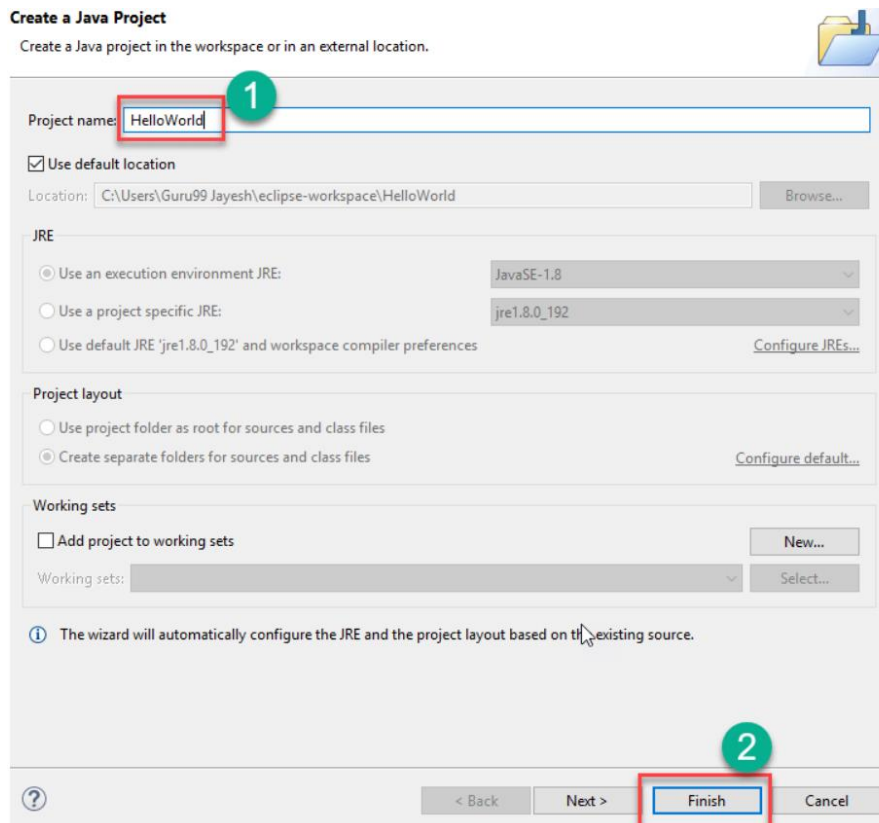 Create a Java Project
Create a Java project in the workspace or in an external location.
1
Project name: HelloWorld
Use default location
Location: C:\Users\Guru99 Jayesh\eclipse-workspace\HelloWorld Browse...
JRE
Use an execution environment JRE: JavaSE-1.8
Use a project specific JRE: jre1.8.0_192
Use default JRE 'jre1.8.0_192' and workspace compiler preferences Configure JREs...
Project layout
Use project folder as root for sources and class files
Create separate folders for sources and class files Configure default...
Working sets
Add project to working sets New...
Working sets: Select...
The wizard will automatically configure the JRE and the project layout based on the existing source.
2
? < Back Next > Finish Cancel